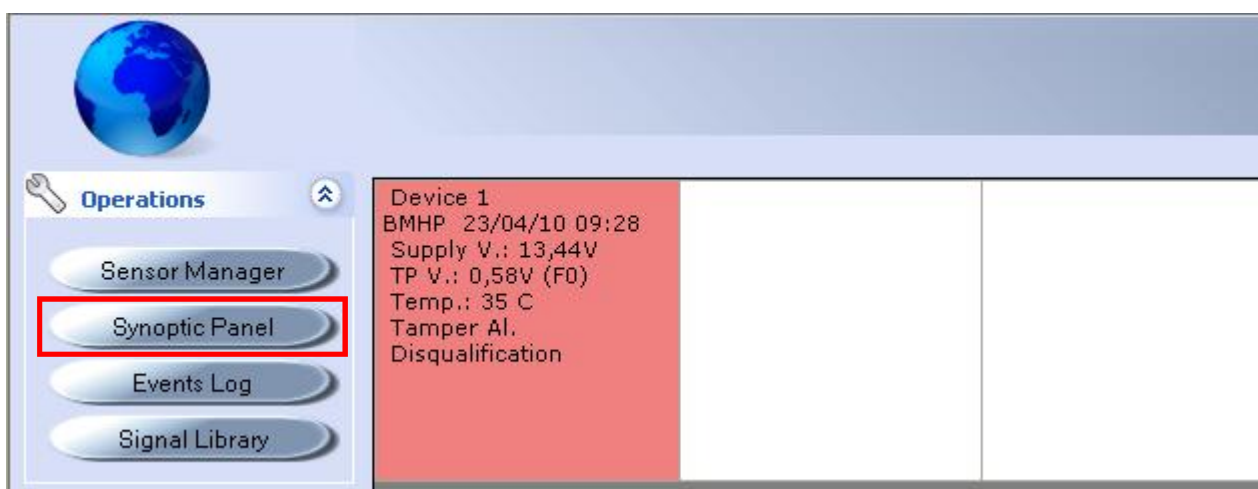 Operations
Sensor Manager
Synoptic Panel
Events Log
Signal Library
Device 1
BMHP 23/04/10 09:28
Supply V.: 13,44V
TP V.: 0,58V (F0)
Temp.: 35 C
Tamper Al.
Disqualification